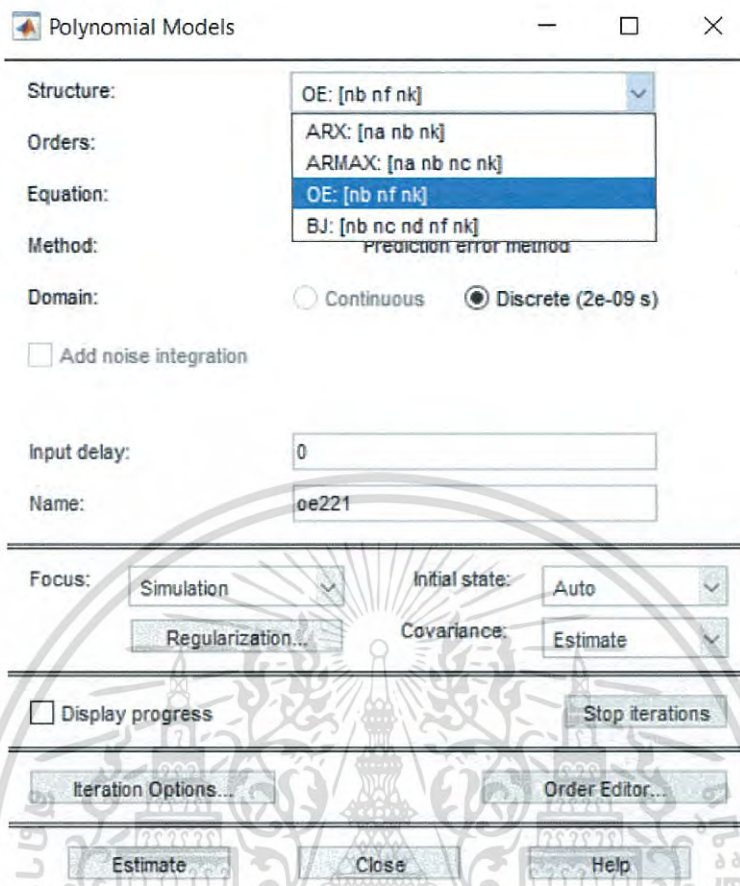 Polynomial Models
Structure: OE: [nb nf nk]
Orders: ARX: [na nb nk]
ARMAX: [na nb nc nk]
Equation: OE: [nb nf nk]
BJ: [nb nc nd nf nk]
Method: Prediction error method
Domain: Continuous Discrete (2e-09 s)
Add noise integration
Input delay: 0
Name: oe221
Focus: Simulation Initial state: Auto
Regularization... Covariance: Estimate
Display progress Stop iterations
Iteration Options... Order Editor...
Estimate Close Help